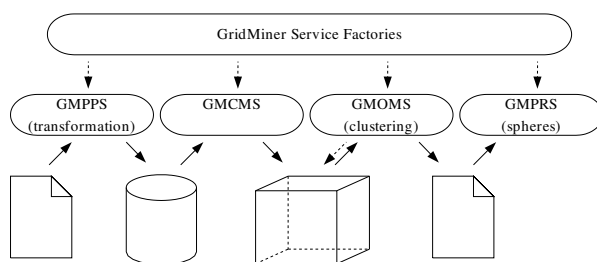 GridMiner Service Factories
GMPPS
(transformation)
GMCMS
GMOMS
(clustering)
GMPRS
(spheres)